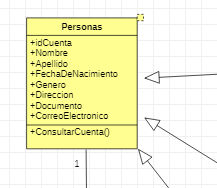 Personas
+idCuenta
+Nombre
+Apellido
+FechaDeNacimiento
+Genero
+Direccion
+Documento
+CorreoElectronico
+ConsultarCuenta()
1